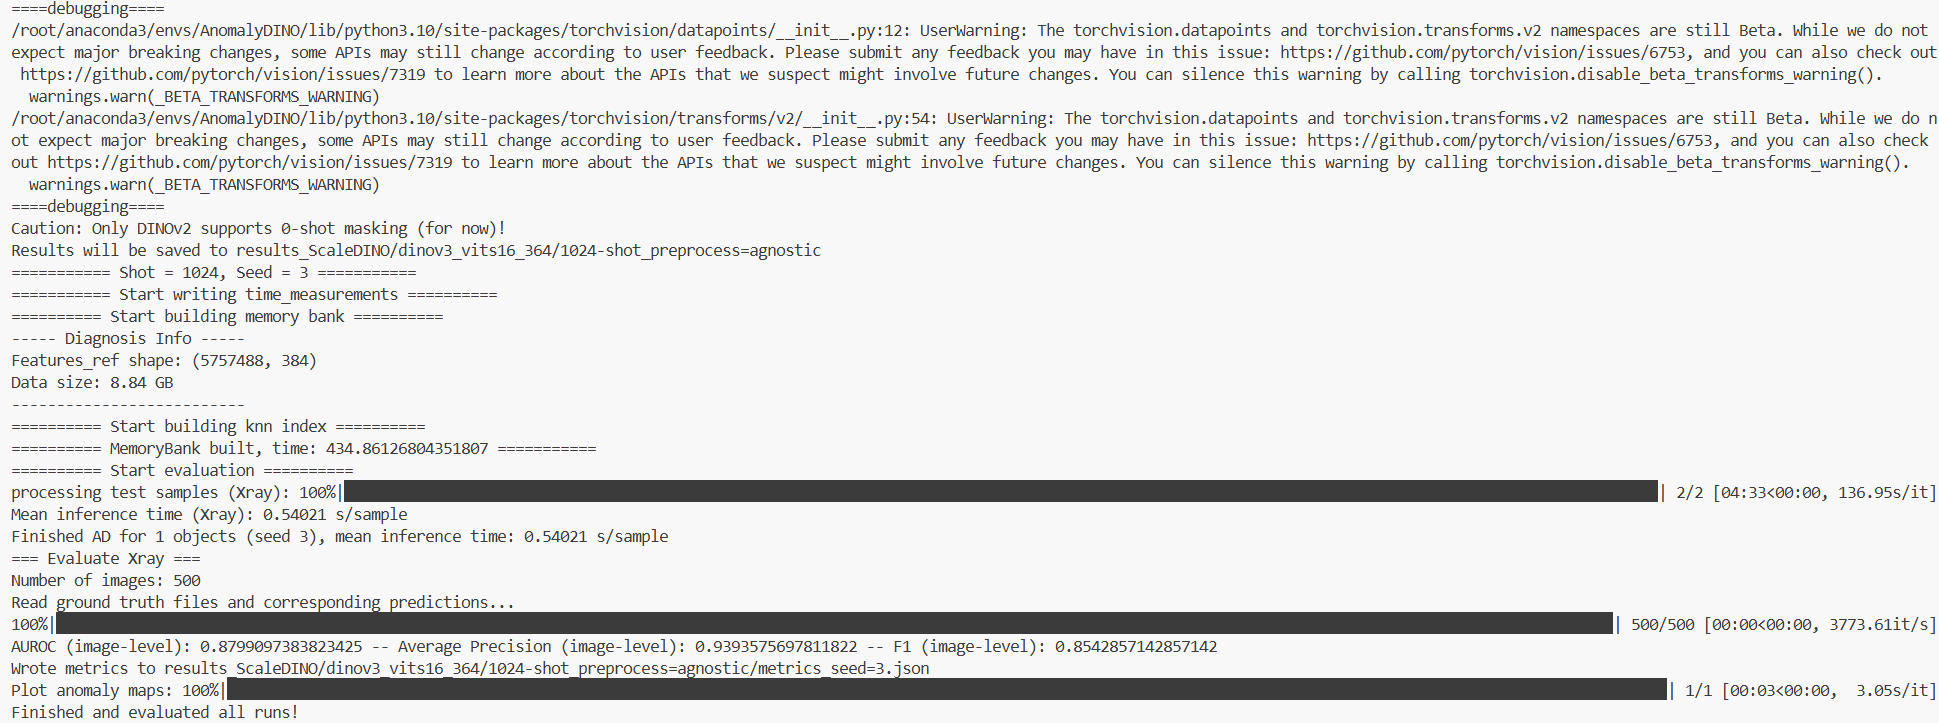 ====debugging====
/root/anaconda3/envs/AnomalyDINO/lib/python3.10/site-packages/torchvision/datapoints/__init__.py:12: UserWarning: The torchvision.datapoints and torchvision.transforms.v2 namespaces are still Beta. While we do not
expect major breaking changes, some APIs may still change according to user feedback. Please submit any feedback you may have in this issue: https://github.com/pytorch/vision/issues/6753, and you can also check out
 https://github.com/pytorch/vision/issues/7319 to learn more about the APIs that we suspect might involve future changes. You can silence this warning by calling torchvision.disable_beta_transforms_warning().
  warnings.warn(_BETA_TRANSFORMS_WARNING)
/root/anaconda3/envs/AnomalyDINO/lib/python3.10/site-packages/torchvision/transforms/v2/__init__.py:54: UserWarning: The torchvision.datapoints and torchvision.transforms.v2 namespaces are still Beta. While we do n
ot expect major breaking changes, some APIs may still change according to user feedback. Please submit any feedback you may have in this issue: https://github.com/pytorch/vision/issues/6753, and you can also check
out https://github.com/pytorch/vision/issues/7319 to learn more about the APIs that we suspect might involve future changes. You can silence this warning by calling torchvision.disable_beta_transforms_warning().
  warnings.warn(_BETA_TRANSFORMS_WARNING)
====debugging====
Caution: Only DINOv2 supports 0-shot masking (for now)!
Results will be saved to results_ScaleDINO/dinov3_vits16_364/1024-shot_preprocess=agnostic
=========== Shot = 1024, Seed = 3 ===========
=========== Start writing time_measurements ==========
========== Start building memory bank ==========
----- Diagnosis Info -----
Features_ref shape: (5757488, 384)
Data size: 8.84 GB
--------------------------
========== Start building knn index ==========
========== MemoryBank built, time: 434.86126804351807 ===========
========== Start evaluation ==========
processing test samples (Xray): 100%| | 2/2 [04:33<00:00, 136.95s/it]
Mean inference time (Xray): 0.54021 s/sample
Finished AD for 1 objects (seed 3), mean inference time: 0.54021 s/sample
=== Evaluate Xray ===
Number of images: 500
Read ground truth files and corresponding predictions...
100%| | 500/500 [00:00<00:00, 3773.61it/s]
AUROC (image-level): 0.8799097383823425 -- Average Precision (image-level): 0.9393575697811822 -- F1 (image-level): 0.8542857142857142
Wrote metrics to results_ScaleDINO/dinov3_vits16_364/1024-shot_preprocess=agnostic/metrics_seed=3.json
Plot anomaly maps: 100%| | 1/1 [00:03<00:00,  3.05s/it]
Finished and evaluated all runs!